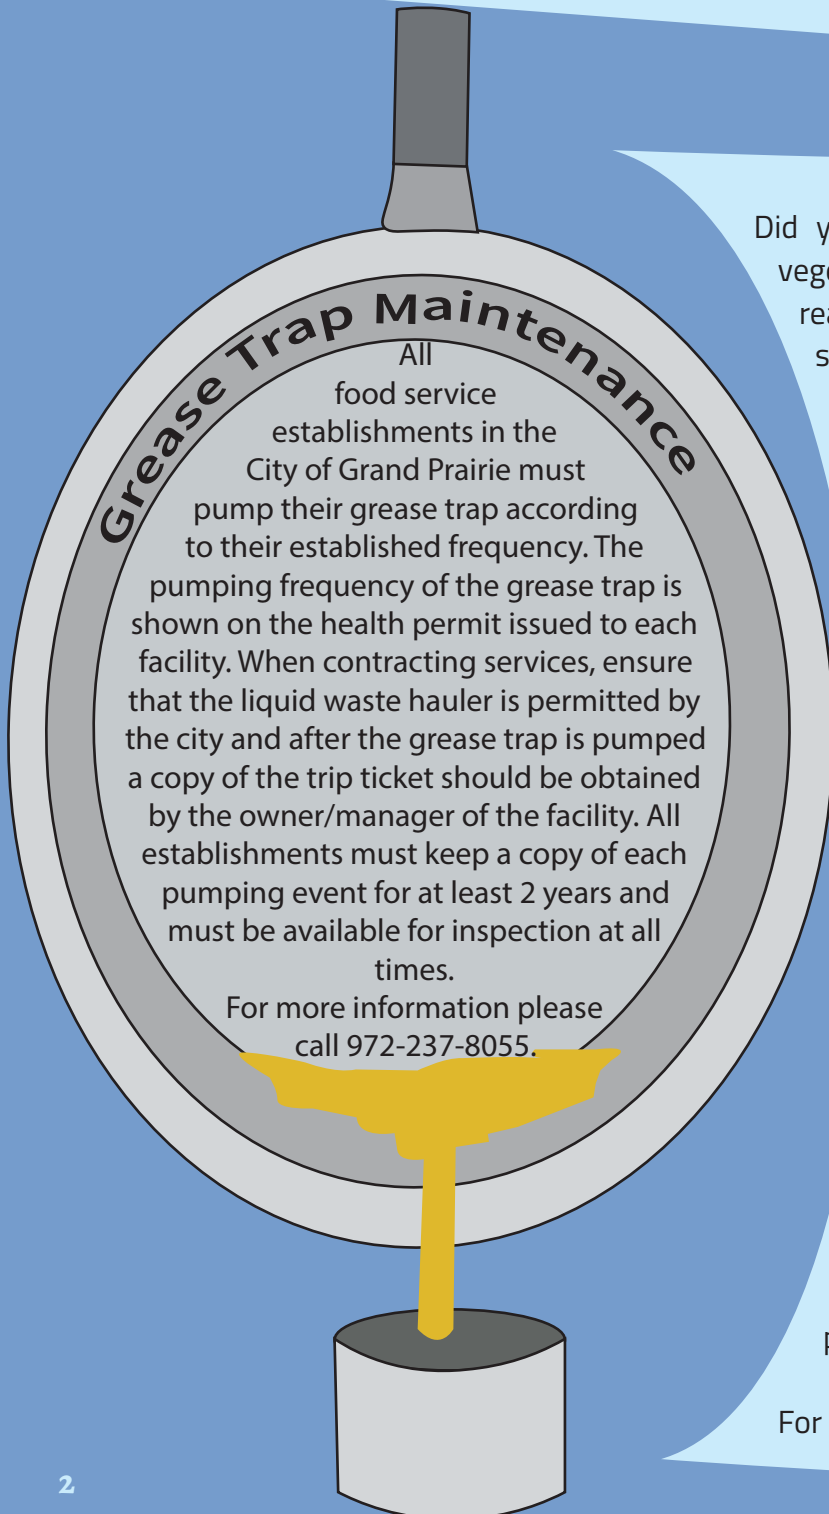 Grease Trap Maintenance
All
food service
establishments in the
City of Grand Prairie must
pump their grease trap according
to their established frequency. The
pumping frequency of the grease trap is
shown on the health permit issued to each
facility. When contracting services, ensure
that the liquid waste hauler is permitted by
the city and after the grease trap is pumped
a copy of the trip ticket should be obtained
by the owner/manager of the facility. All
establishments must keep a copy of each
pumping event for at least 2 years and
must be available for inspection at all
times.
For more information please
call 972-237-8055.
Did
For
2